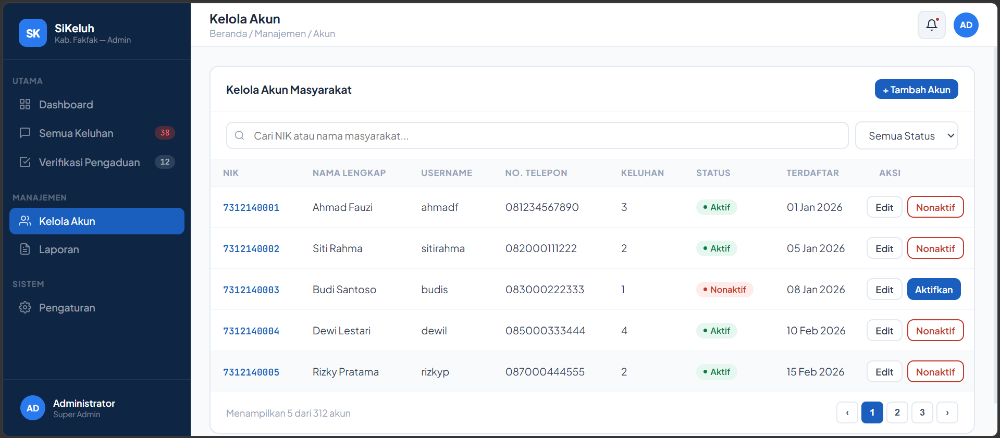 SK
SiKeluh
Kab. Fakfak — Admin
UTAMA
Dashboard
Semua Keluhan 38
Verifikasi Pengaduan 12
MANAJEMEN
Kelola Akun
Laporan
SISTEM
Pengaturan
AD
Administrator
Super Admin
Kelola Akun
Beranda / Manajemen / Akun
AD
Kelola Akun Masyarakat
+ Tambah Akun
Cari NIK atau nama masyarakat...
Semua Status
NIK NAMA LENGKAP USERNAME NO. TELEPON KELUHAN STATUS TERDAFTAR AKSI
7312140001 Ahmad Fauzi ahmadf 081234567890 3 Aktif 01 Jan 2026 Edit Nonaktif
7312140002 Siti Rahma sitirahma 082000111222 2 Aktif 05 Jan 2026 Edit Nonaktif
7312140003 Budi Santoso budis 083000222333 1 Nonaktif 08 Jan 2026 Edit Aktifkan
7312140004 Dewi Lestari dewil 085000333444 4 Aktif 10 Feb 2026 Edit Nonaktif
7312140005 Rizky Pratama rizkyp 087000444555 2 Aktif 15 Feb 2026 Edit Nonaktif
Menampilkan 5 dari 312 akun
‹ 1 2 3 ›